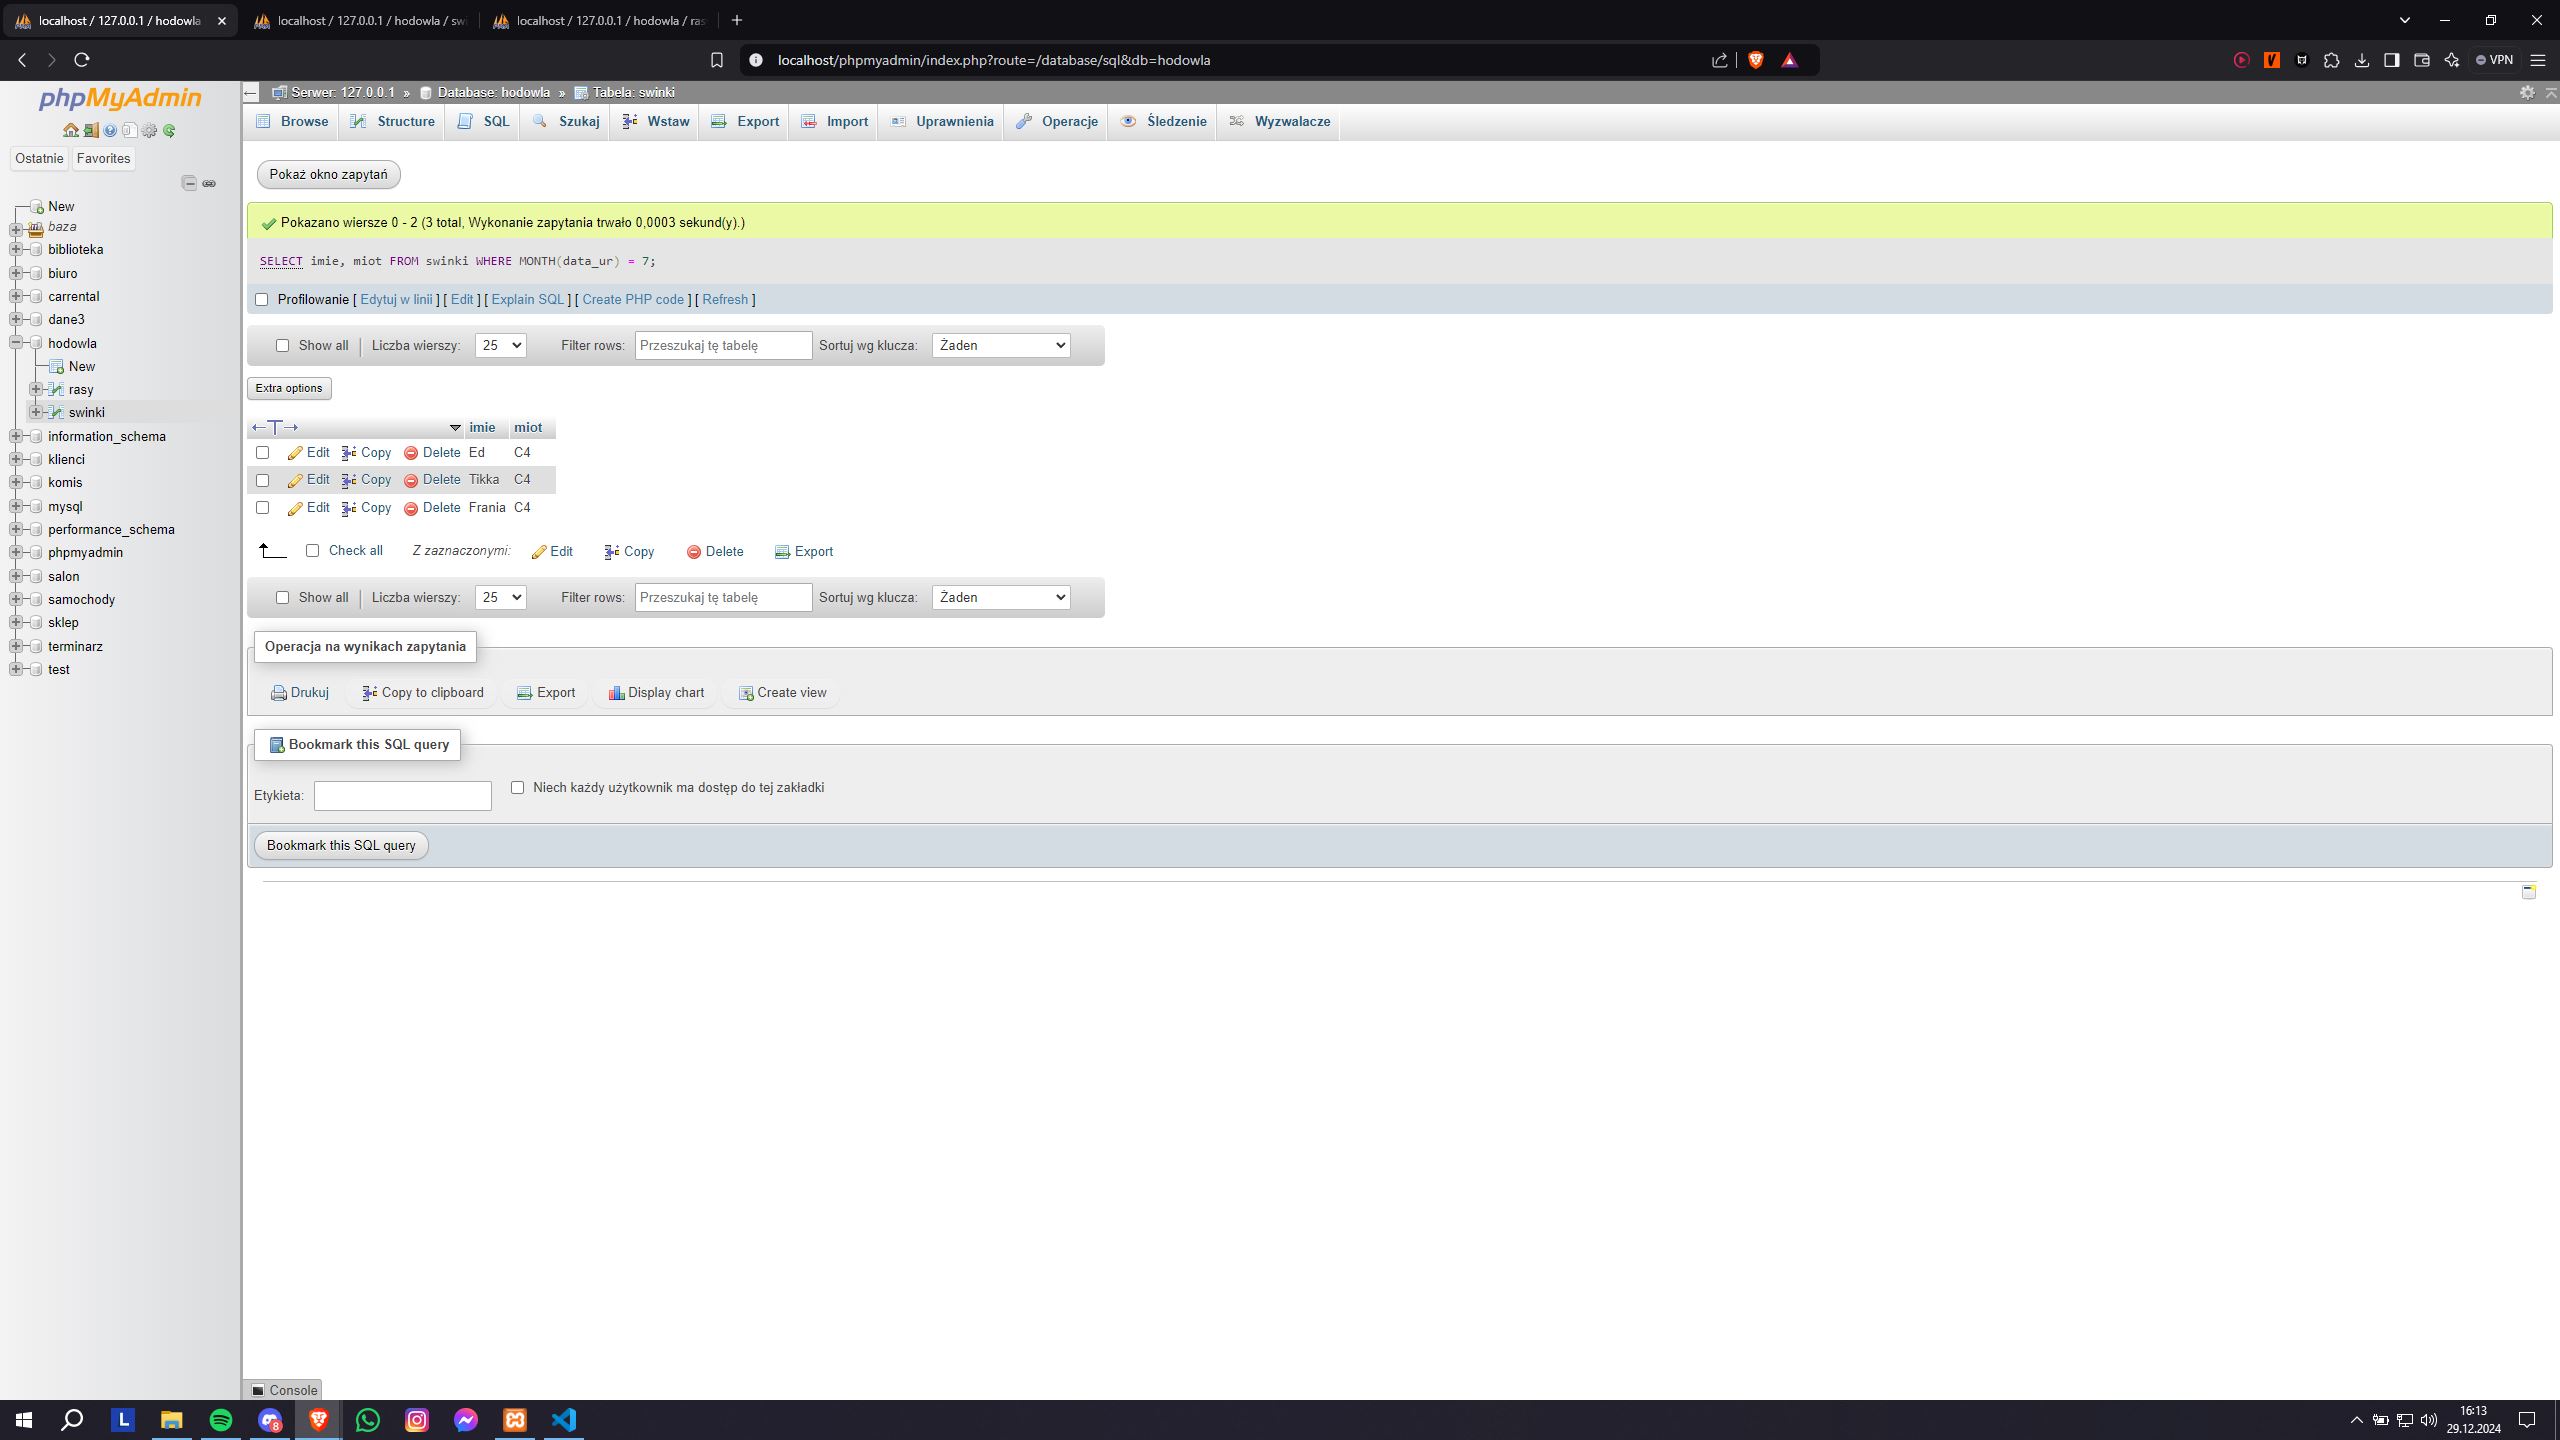 localhost / 127.0.0.1 / hodowla
localhost / 127.0.0.1 / hodowla / sw
localhost / 127.0.0.1 / hodowla / ras
localhost/phpmyadmin/index.php?route=/database/sql&db=hodowla
VPN
phpMyAdmin
Ostatnie
Favorites
New
baza
biblioteka
biuro
carrental
dane3
hodowla
New
rasy
swinki
information_schema
klienci
komis
mysql
performance_schema
phpmyadmin
salon
samochody
sklep
terminarz
test
Serwer: 127.0.0.1 » Database: hodowla » Tabela: swinki
Browse Structure SQL Szukaj Wstaw Export Import Uprawnienia Operacje Śledzenie Wyzwalacze
Pokaż okno zapytań
Pokazano wiersze 0 - 2 (3 total, Wykonanie zapytania trwało 0,0003 sekund(y).)
SELECT imie, miot FROM swinki WHERE MONTH(data_ur) = 7;
Profilowanie [ Edytuj w linii ] [ Edit ] [ Explain SQL ] [ Create PHP code ] [ Refresh ]
Show all | Liczba wierszy: 25 Filter rows: Przeszukaj tę tabelę Sortuj wg klucza: Żaden
Extra options
←T→ imie miot
Edit Copy Delete Ed C4
Edit Copy Delete Tikka C4
Edit Copy Delete Frania C4
Check all Z zaznaczonymi: Edit Copy Delete Export
Show all | Liczba wierszy: 25 Filter rows: Przeszukaj tę tabelę Sortuj wg klucza: Żaden
Operacja na wynikach zapytania
Drukuj Copy to clipboard Export Display chart Create view
Bookmark this SQL query
Etykieta: Niech każdy użytkownik ma dostęp do tej zakładki
Bookmark this SQL query
Console
L
8
16:13
29.12.2024